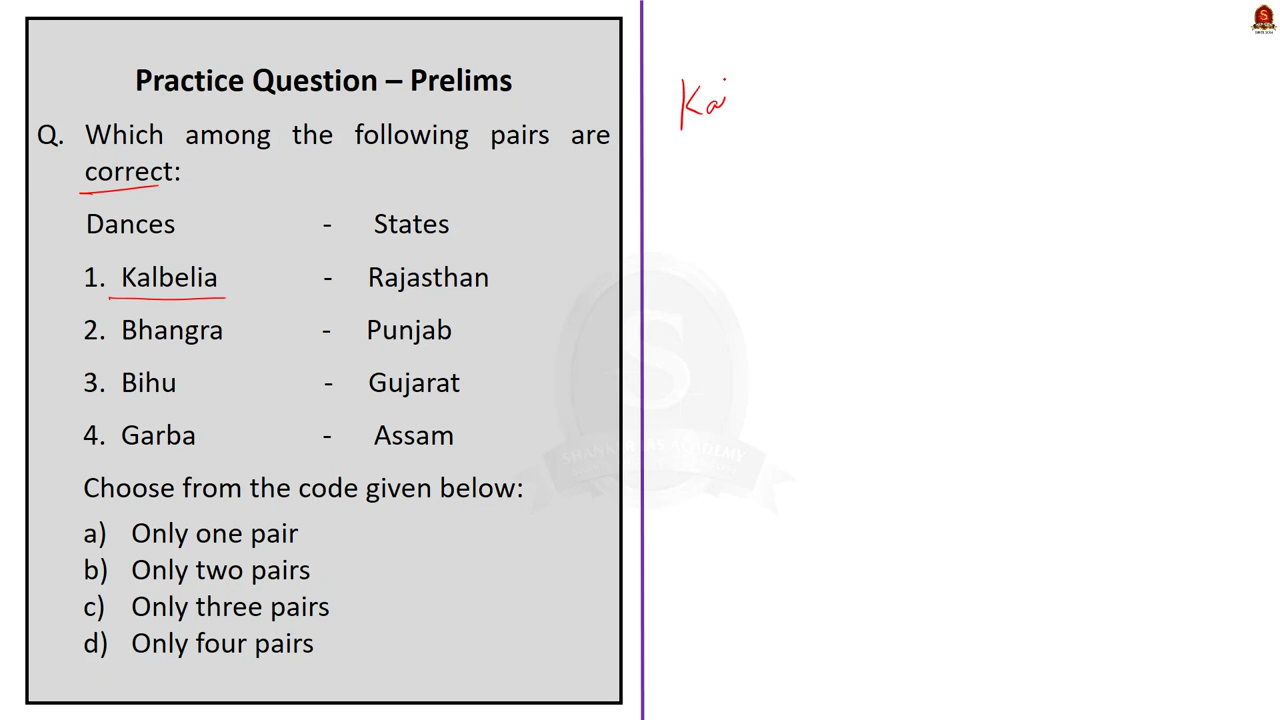 Practice Question – Prelims
Q. Which among the following pairs are
correct:
Dances - States
1. Kalbelia - Rajasthan
2. Bhangra - Punjab
3. Bihu - Gujarat
4. Garba - Assam
Choose from the code given below:
a) Only one pair
b) Only two pairs
c) Only three pairs
d) Only four pairs
Kai
S